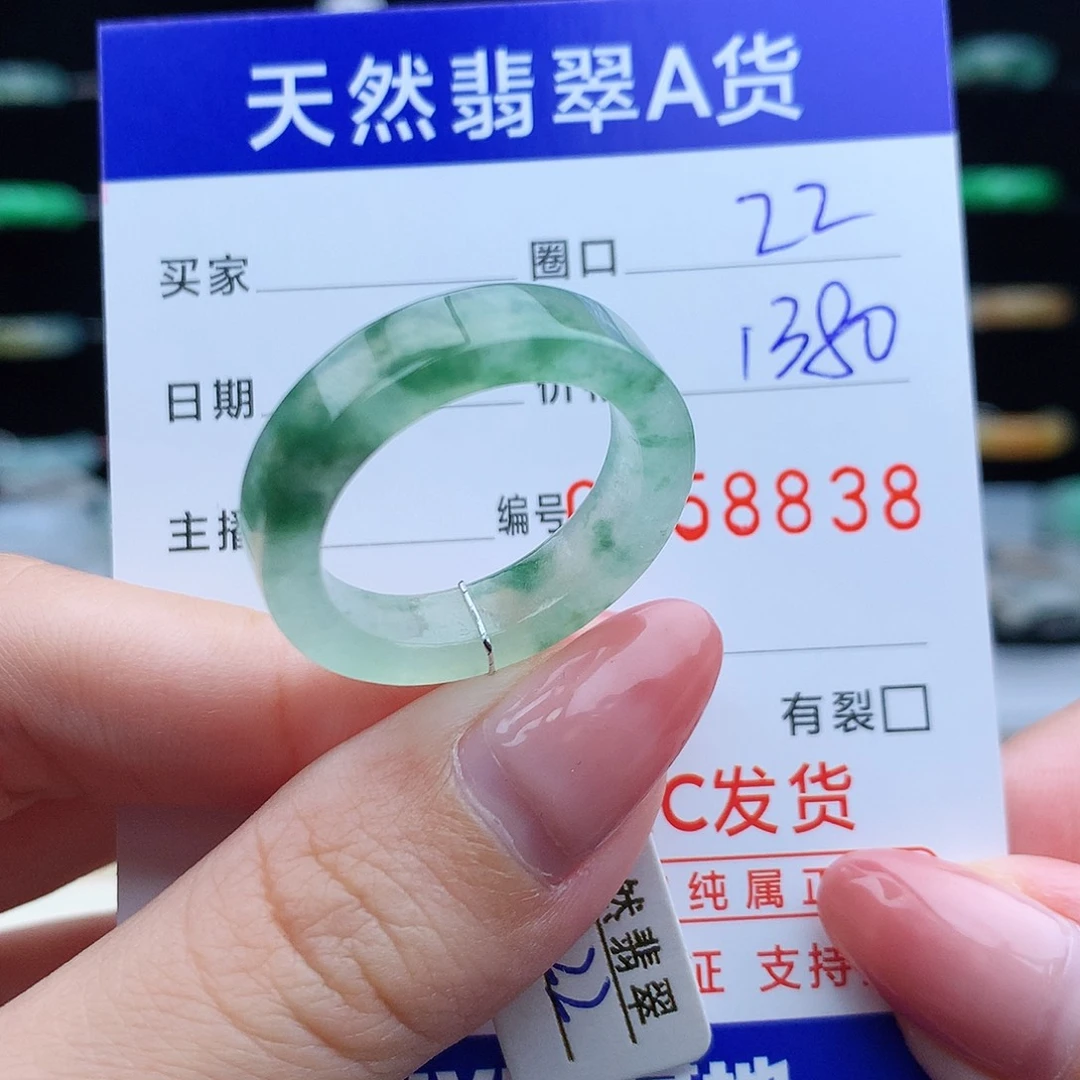 天然翡翠A货
买家 圈口 22
日期 1380
主播 编号 58838
有裂
C发货
纯属正
证 支持
然翡翠
22